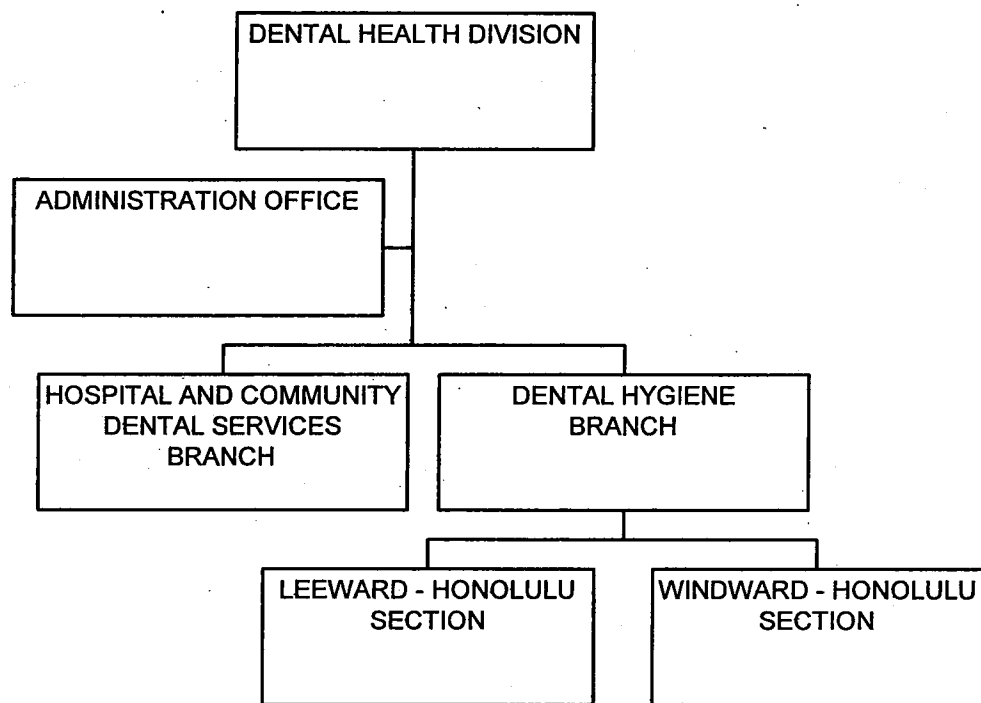 DENTAL HEALTH DIVISION
ADMINISTRATION OFFICE
HOSPITAL AND COMMUNITY
DENTAL SERVICES
BRANCH
DENTAL HYGIENE
BRANCH
LEEWARD - HONOLULU
SECTION
WINDWARD - HONOLULU
SECTION